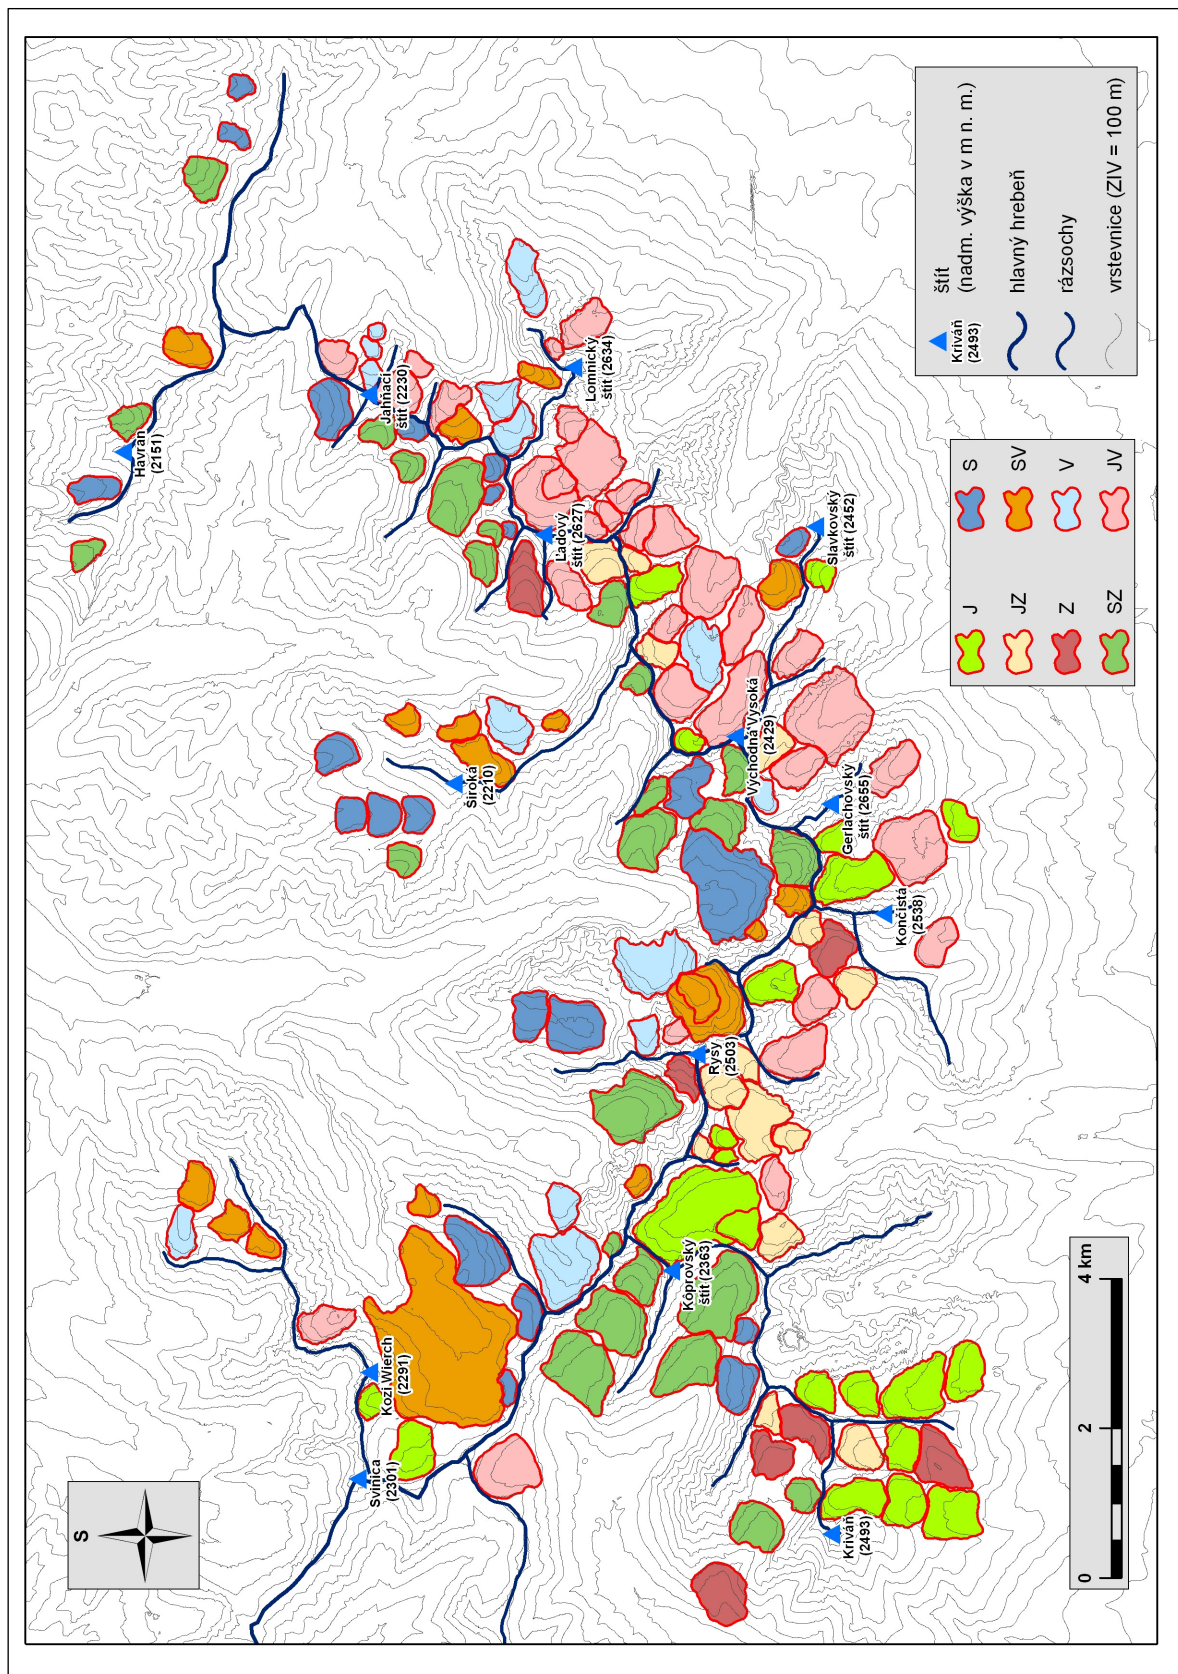 S
Havran
(2151)
Jahňací
štít (2230)
Lomnický
štít (2634)
Ľadový
štít (2627)
Široká
(2210)
Slavkovský
štít (2452)
Východná Vysoká
(2429)
Gerlachovský
štít (2655)
Končistá
(2538)
Rysy
(2503)
Kozi Wierch
(2291)
Svinica
(2301)
Kôprovský
štít (2363)
Kriváň
(2493)
Kriváň
(2493)
štít
(nadm. výška v m n. m.)
hlavný hrebeň
rázsochy
vrstevnice (ZIV = 100 m)
J
S
JZ
SV
Z
V
SZ
JV
0
2
4 km